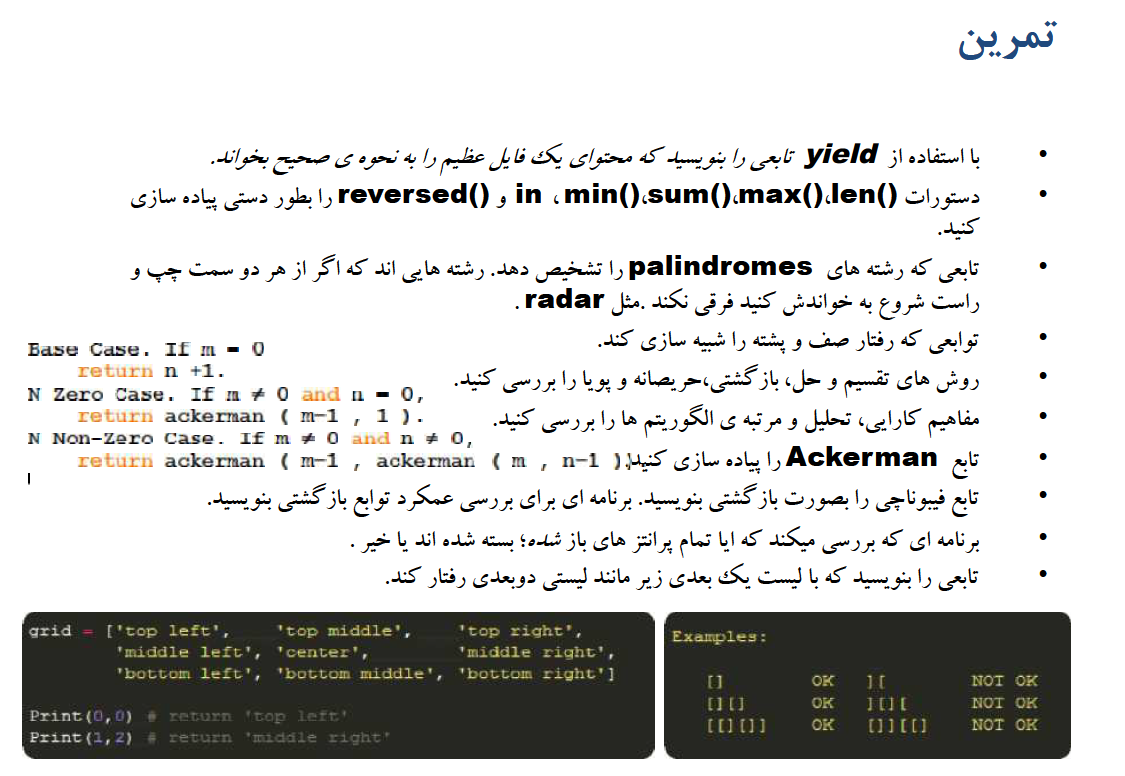 تمرین
با استفاده از yield تابعی را بنویسید که محتوای یک فایل عظیم را به نحوه ی صحیح بخواند.
دستورات len()،max()،sum()،min() ، in و reversed() را بطور دستی پیاده سازی
کنید.
تابعی که رشته های palindromes را تشخیص دهد. رشته هایی اند که اگر از هر دو سمت چپ و
راست شروع به خواندش کنید فرقی نکند .مثل radar .
توابعی که رفتار صف و پشته را شبیه سازی کند.
روش های تقسیم و حل، بازگشتی،حریصانه و پویا را بررسی کنید.
مفاهیم کارایی، تحلیل و مرتبه ی الگوریتم ها را بررسی کنید.
تابع Ackerman را پیاده سازی کنید.
Base Case. If m = 0
return n +1.
N Zero Case. If m ≠ 0 and n = 0,
return ackerman ( m-1 , 1 ).
N Non-Zero Case. If m ≠ 0 and n ≠ 0,
return ackerman ( m-1 , ackerman ( m , n-1 )).
تابع فیبوناچی را بصورت بازگشتی بنویسید. برنامه ای برای بررسی عمکرد توابع بازگشتی بنویسید.
برنامه ای که بررسی میکند که ایا تمام پرانتز های باز شده؛ بسته شده اند یا خیر .
تابعی را بنویسید که با لیست یک بعدی زیر مانند لیستی دوبعدی رفتار کند.
grid = ['top left', 'top middle', 'top right',
'middle left', 'center', 'middle right',
'bottom left', 'bottom middle', 'bottom right']
Print(0,0) # return 'top left'
Print(1,2) # return 'middle right'
Examples:
[] OK ][ NOT OK
[][] OK ][][ NOT OK
[[][]] OK []][[] NOT OK